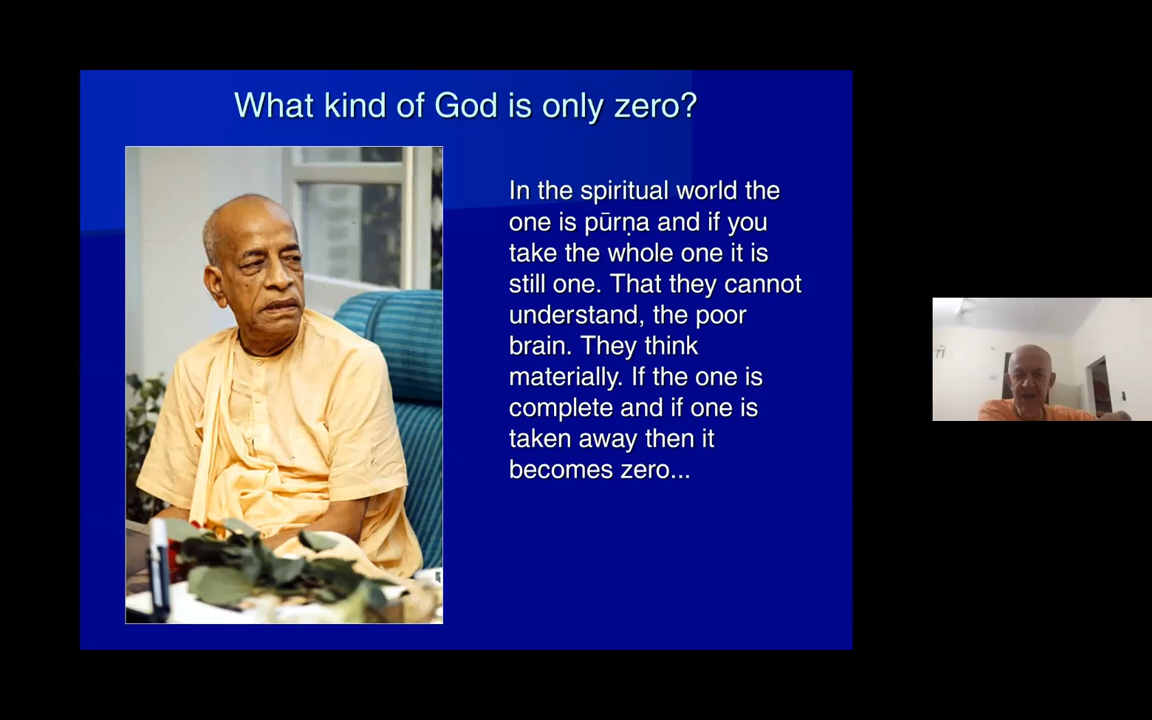 What kind of God is only zero?
In the spiritual world the
one is pūrṇa and if you
take the whole one it is
still one. That they cannot
understand, the poor
brain. They think
materially. If the one is
complete and if one is
taken away then it
becomes zero...